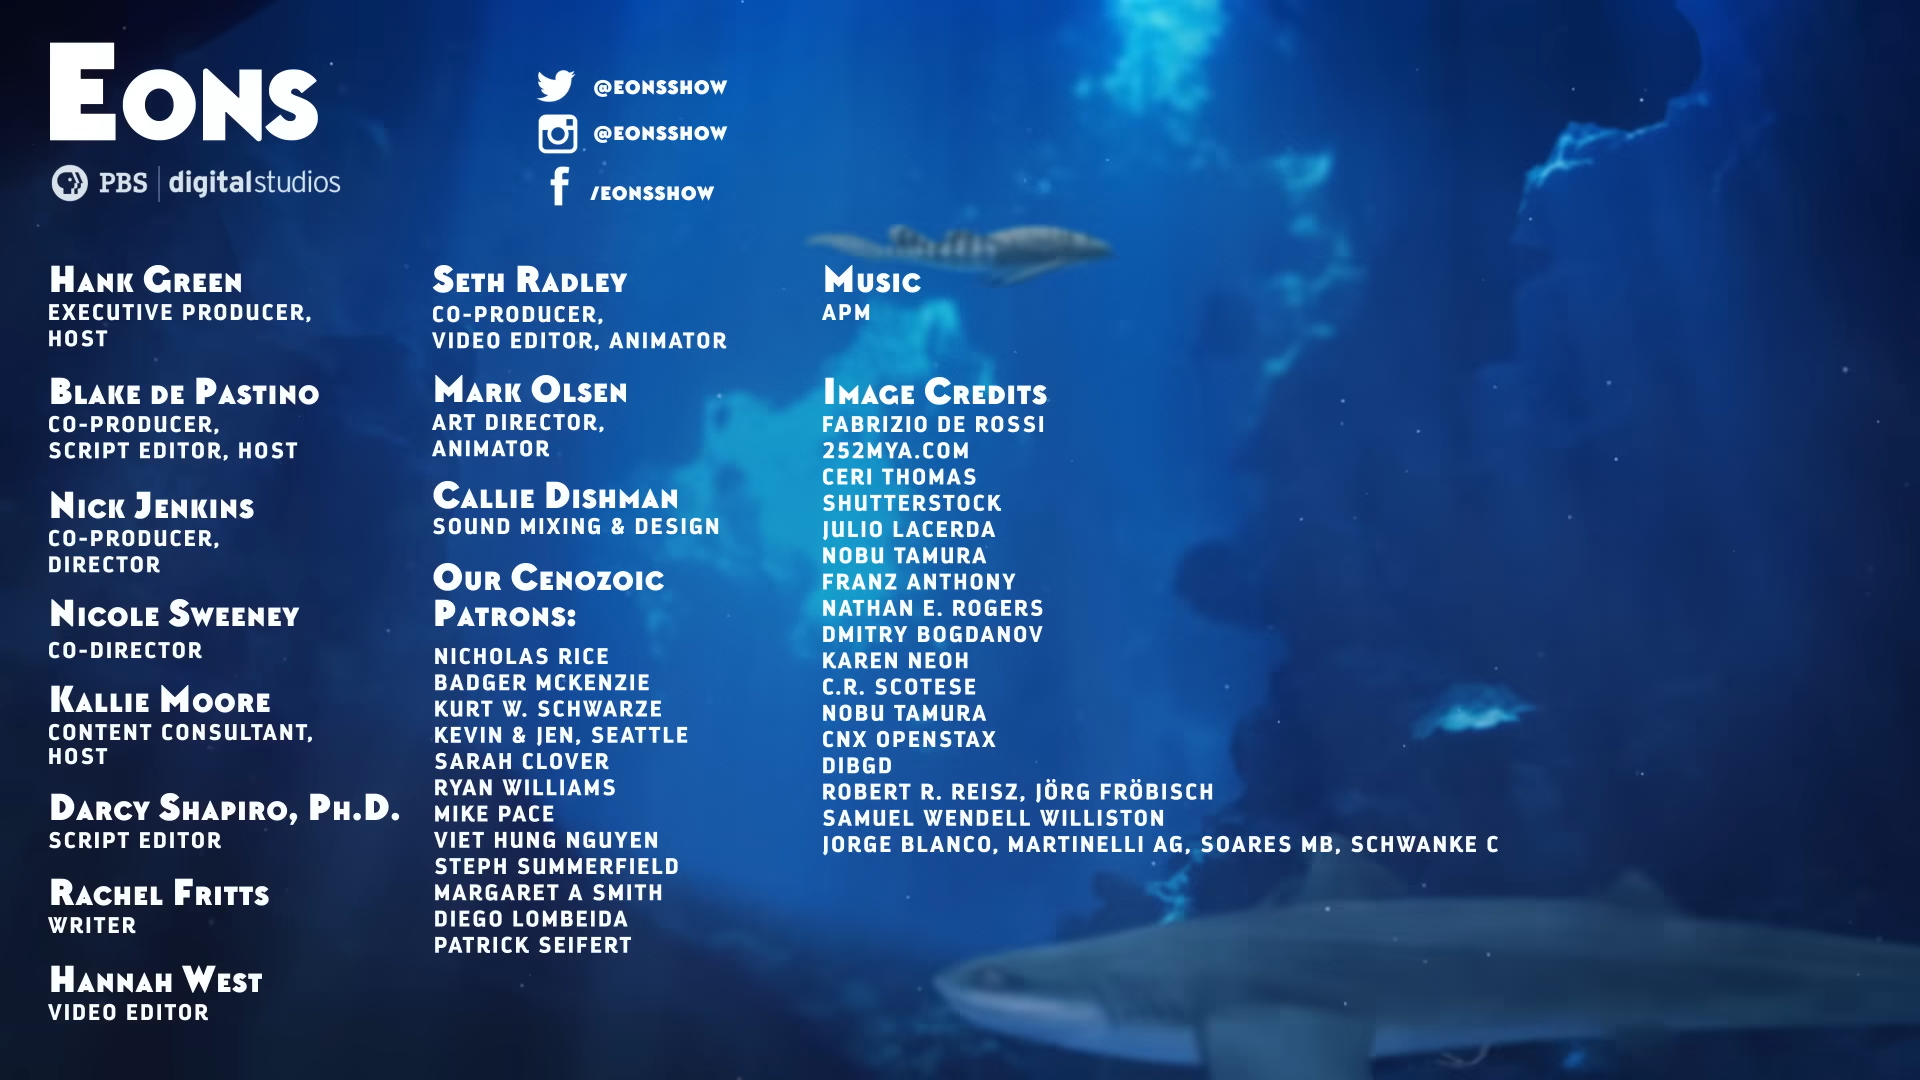 EONS
PBS | digitalstudios
@EONSSHOW
@EONSSHOW
/EONSSHOW
HANK GREEN
EXECUTIVE PRODUCER,
HOST
BLAKE DE PASTINO
CO-PRODUCER,
SCRIPT EDITOR, HOST
NICK JENKINS
CO-PRODUCER,
DIRECTOR
NICOLE SWEENEY
CO-DIRECTOR
KALLIE MOORE
CONTENT CONSULTANT,
HOST
DARCY SHAPIRO, PH.D.
SCRIPT EDITOR
RACHEL FRITTS
WRITER
HANNAH WEST
VIDEO EDITOR
SETH RADLEY
CO-PRODUCER,
VIDEO EDITOR, ANIMATOR
MARK OLSEN
ART DIRECTOR,
ANIMATOR
CALLIE DISHMAN
SOUND MIXING & DESIGN
OUR CENOZOIC
PATRONS:
NICHOLAS RICE
BADGER MCKENZIE
KURT W. SCHWARZE
KEVIN & JEN, SEATTLE
SARAH CLOVER
RYAN WILLIAMS
MIKE PACE
VIET HUNG NGUYEN
STEPH SUMMERFIELD
MARGARET A SMITH
DIEGO LOMBEIDA
PATRICK SEIFERT
MUSIC
APM
IMAGE CREDITS
FABRIZIO DE ROSSI
252MYA.COM
CERI THOMAS
SHUTTERSTOCK
JULIO LACERDA
NOBU TAMURA
FRANZ ANTHONY
NATHAN E. ROGERS
DMITRY BOGDANOV
KAREN NEOH
C.R. SCOTESE
NOBU TAMURA
CNX OPENSTAX
DIBGD
ROBERT R. REISZ, JÖRG FRÖBISCH
SAMUEL WENDELL WILLISTON
JORGE BLANCO, MARTINELLI AG, SOARES MB, SCHWANKE C